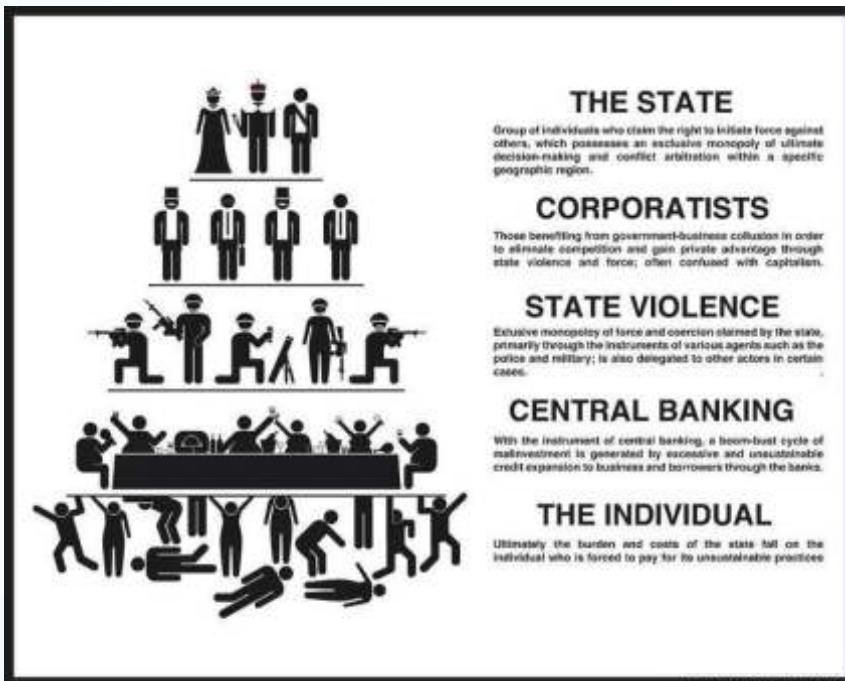 THE STATE
Group of individuals who claim the right to initiate force against
others, which possesses an exclusive monopoly of ultimate
decision-making and conflict arbitration within a specific
geographic region.
CORPORATISTS
Those benefiting from government-business collusion in order
to eliminate competition and gain private advantage through
state violence and force; often confused with capitalism.
STATE VIOLENCE
Exlusive monopoloy of force and coercion claimed by the state,
primarily through the instruments of various agents such as the
police and military; is also delegated to other actors in certain
cases.
CENTRAL BANKING
With the instrument of central banking, a boom-bust cycle of
malinvestment is generated by excessive and unsustainable
credit expansion to business and borrowers through the banks.
THE INDIVIDUAL
Ultimately the burden and costs of the state fall on the
individual who is forced to pay for its unsustainable practices